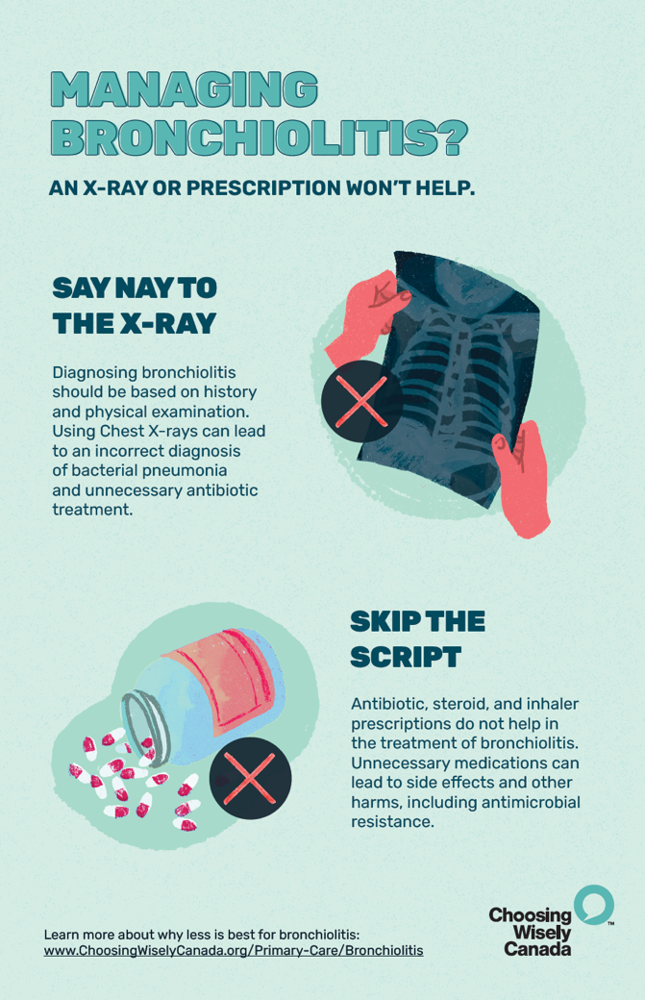 MANAGING
BRONCHIOLITIS?
AN X-RAY OR PRESCRIPTION WON'T HELP.
SAY NAY TO
THE X-RAY
Diagnosing bronchiolitis
should be based on history
and physical examination.
Using Chest X-rays can lead
to an incorrect diagnosis
of bacterial pneumonia
and unnecessary antibiotic
treatment.
SKIP THE
SCRIPT
Antibiotic, steroid, and inhaler
prescriptions do not help in
the treatment of bronchiolitis.
Unnecessary medications can
lead to side effects and other
harms, including antimicrobial
resistance.
Learn more about why less is best for bronchiolitis:
www.ChoosingWiselyCanada.org/Primary-Care/Bronchiolitis
Choosing
Wisely
Canada
™